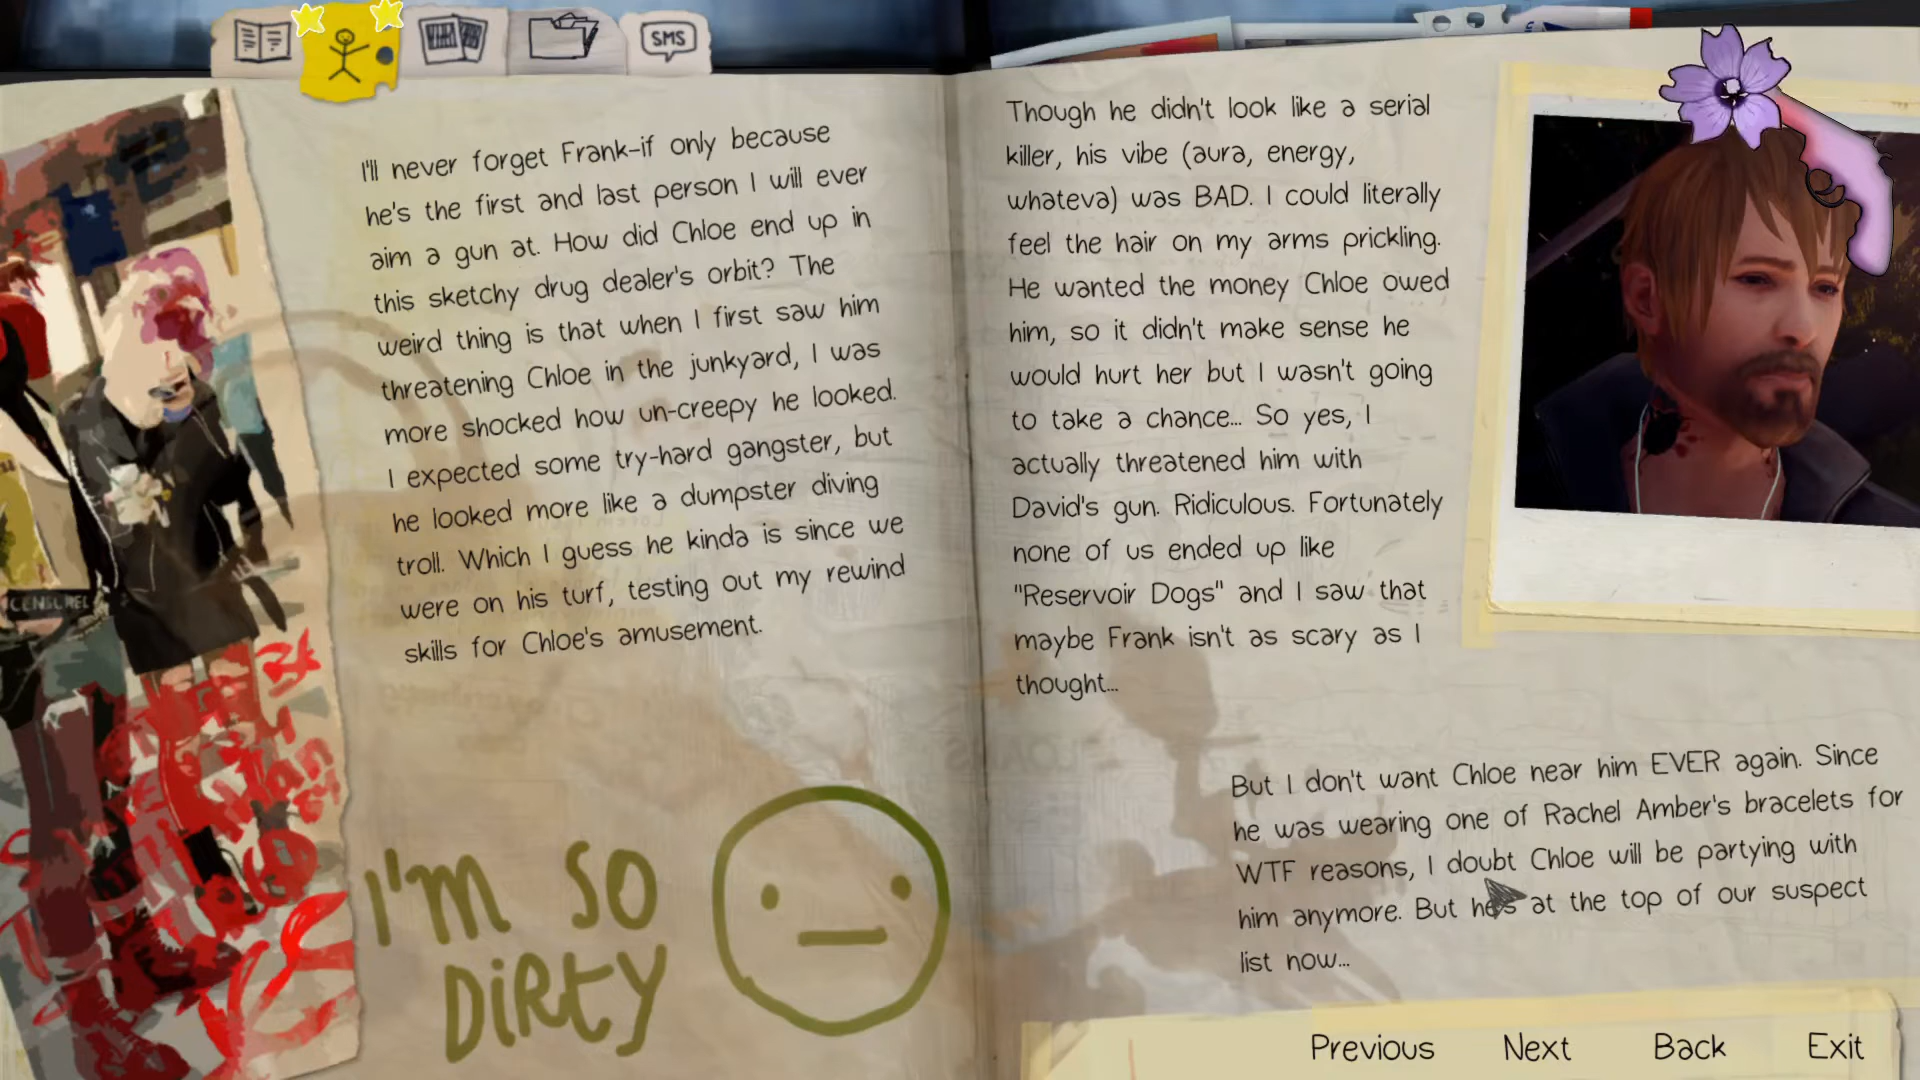 SMS
I'll never forget Frank-if only because
he's the first and last person I will ever
aim a gun at. How did Chloe end up in
this sketchy drug dealer's orbit? The
weird thing is that when I first saw him
threatening Chloe in the junkyard, I was
more shocked how un-creepy he looked.
I expected some try-hard gangster, but
he looked more like a dumpster diving
troll. Which I guess he kinda is since we
were on his turf, testing out my rewind
skills for Chloe's amusement.
I'm SO
DiRty
Though he didn't look like a serial
killer, his vibe (aura, energy,
whateva) was BAD. I could literally
feel the hair on my arms prickling.
He wanted the money Chloe owed
him, so it didn't make sense he
would hurt her but I wasn't going
to take a chance... So yes, I
actually threatened him with
David's gun. Ridiculous. Fortunately
none of us ended up like
"Reservoir Dogs" and I saw that
maybe Frank isn't as scary as I
thought...
But I don't want Chloe near him EVER again. Since
he was wearing one of Rachel Amber's bracelets for
WTF reasons, I doubt Chloe will be partying with
him anymore. But he's at the top of our suspect
list now...
Previous Next Back Exit